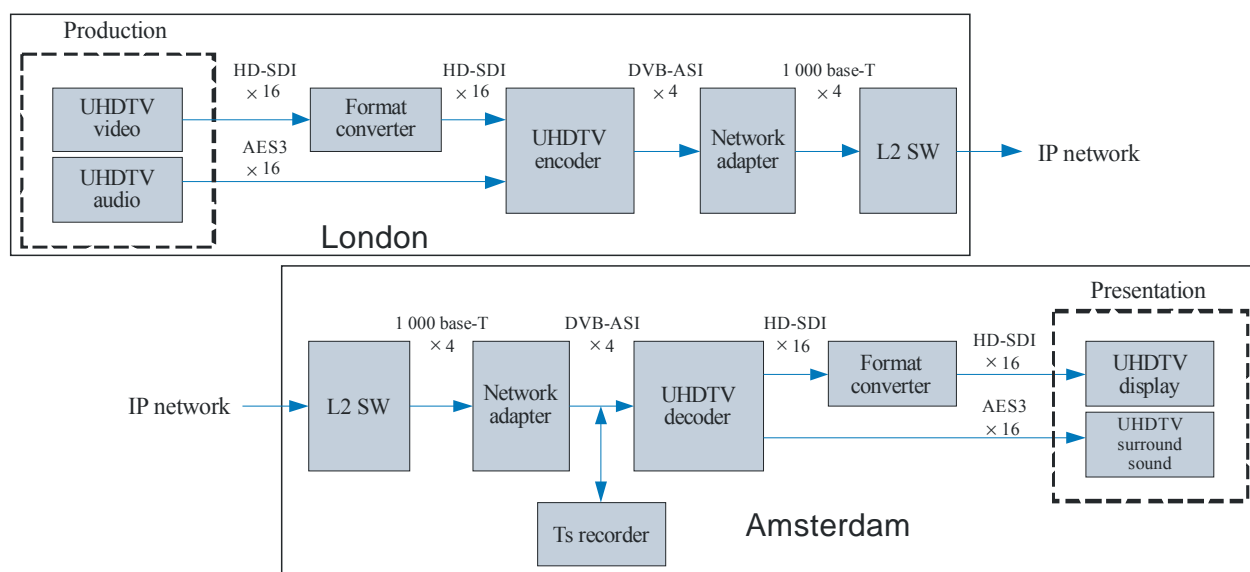 Production
HD-SDI
× 16
HD-SDI
× 16
DVB-ASI
× 4
1 000 base-T
× 4
UHDTV
video
Format
converter
UHDTV
encoder
Network
adapter
L2 SW
IP network
AES3
× 16
UHDTV
audio
London
Presentation
1 000 base-T
× 4
DVB-ASI
× 4
HD-SDI
× 16
HD-SDI
× 16
IP network
L2 SW
Network
adapter
UHDTV
decoder
Format
converter
UHDTV
display
AES3
× 16
UHDTV
surround
sound
Ts recorder
Amsterdam